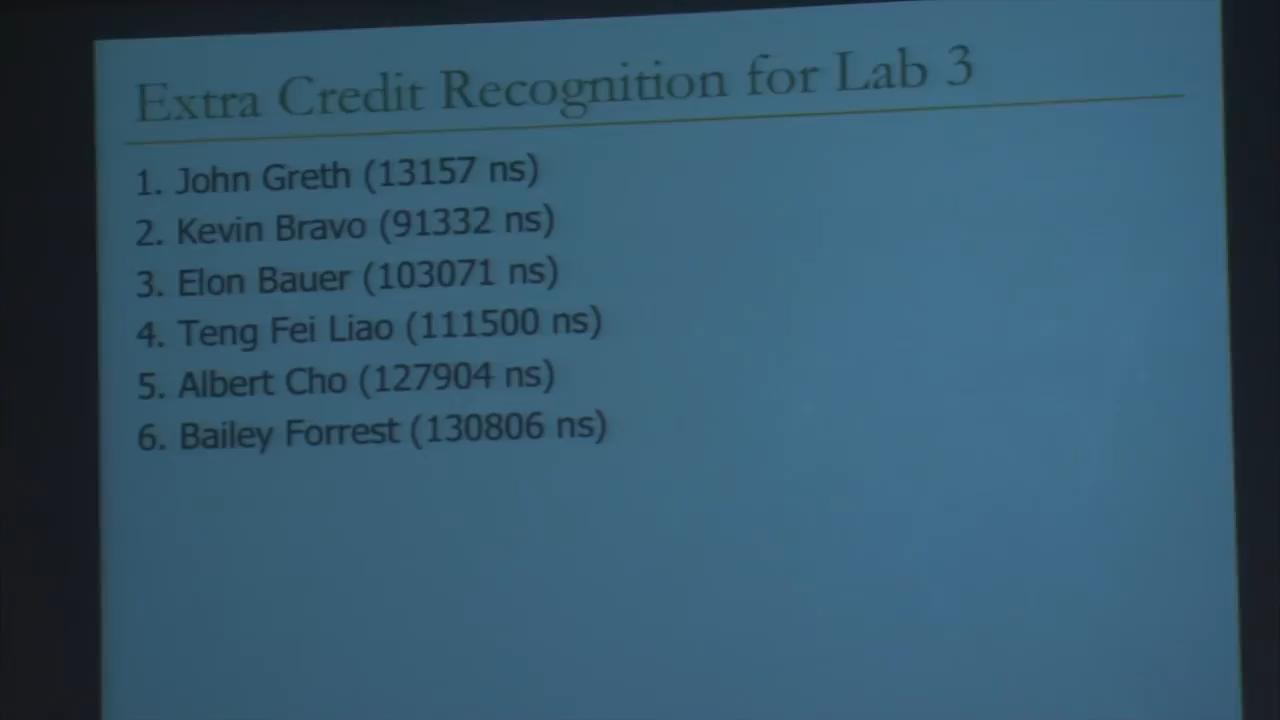 Extra Credit Recognition for Lab 3
1. John Greth (13157 ns)
2. Kevin Bravo (91332 ns)
3. Elon Bauer (103071 ns)
4. Teng Fei Liao (111500 ns)
5. Albert Cho (127904 ns)
6. Bailey Forrest (130806 ns)